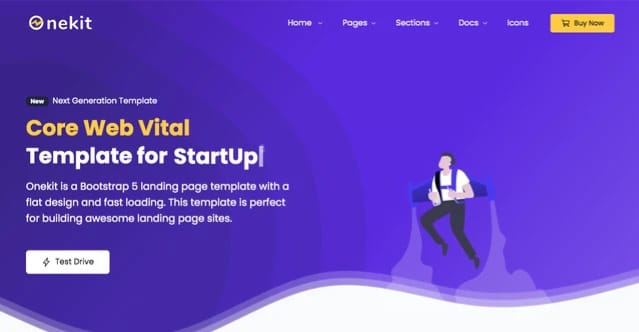 Onekit
Home Pages Sections Docs Icons Buy Now
New Next Generation Template
Core Web Vital
Template for StartUp
Onekit is a Bootstrap 5 landing page template with a
flat design and fast loading. This template is perfect
for building awesome landing page sites.
Test Drive